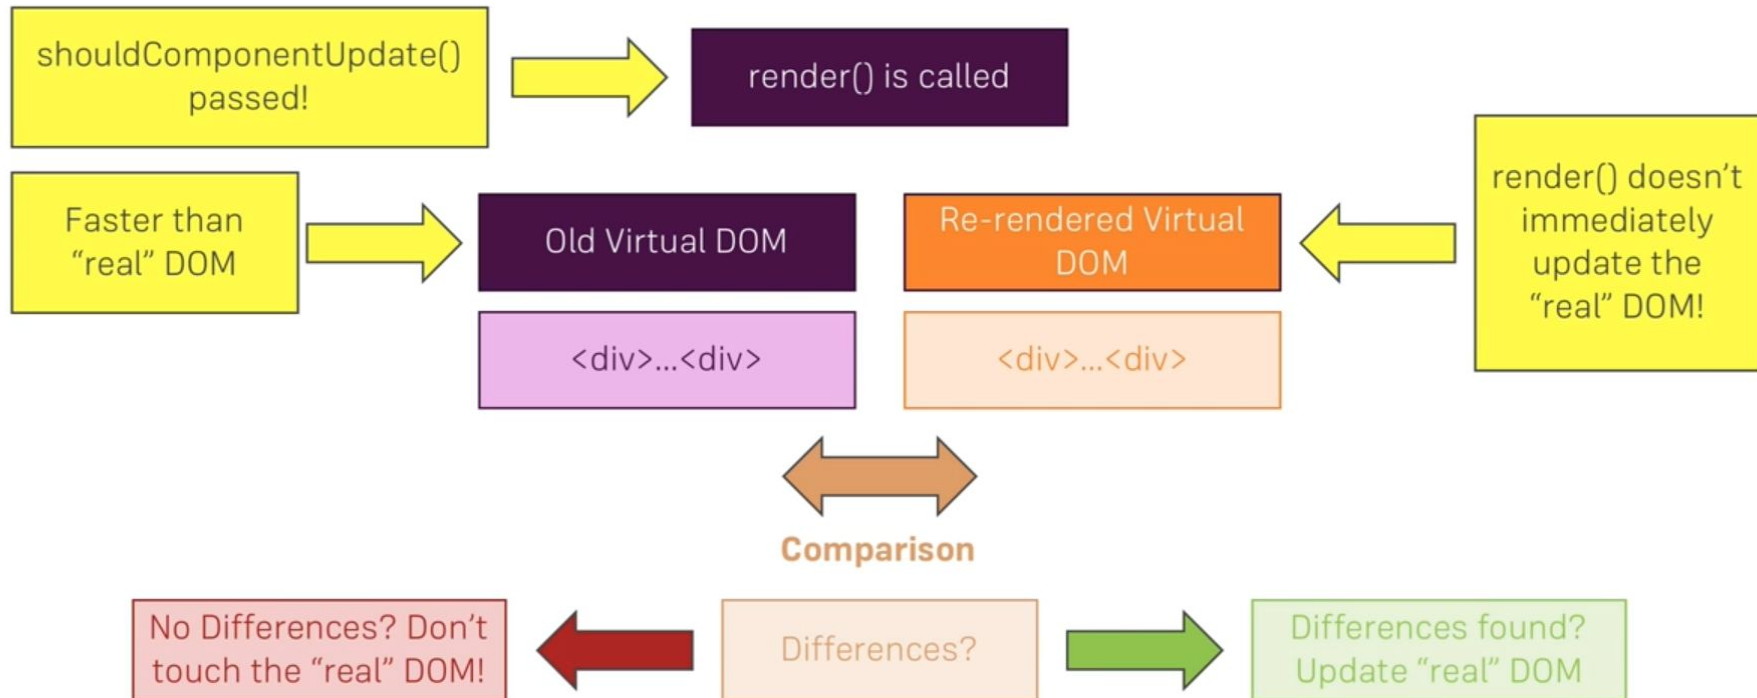 shouldComponentUpdate()
passed!
render() is called
Faster than
“real” DOM
Old Virtual DOM
Re-rendered Virtual
DOM
render() doesn’t
immediately
update the
“real” DOM!
<div>...<div>
<div>...<div>
Comparison
No Differences? Don’t
touch the “real” DOM!
Differences?
Differences found?
Update “real” DOM